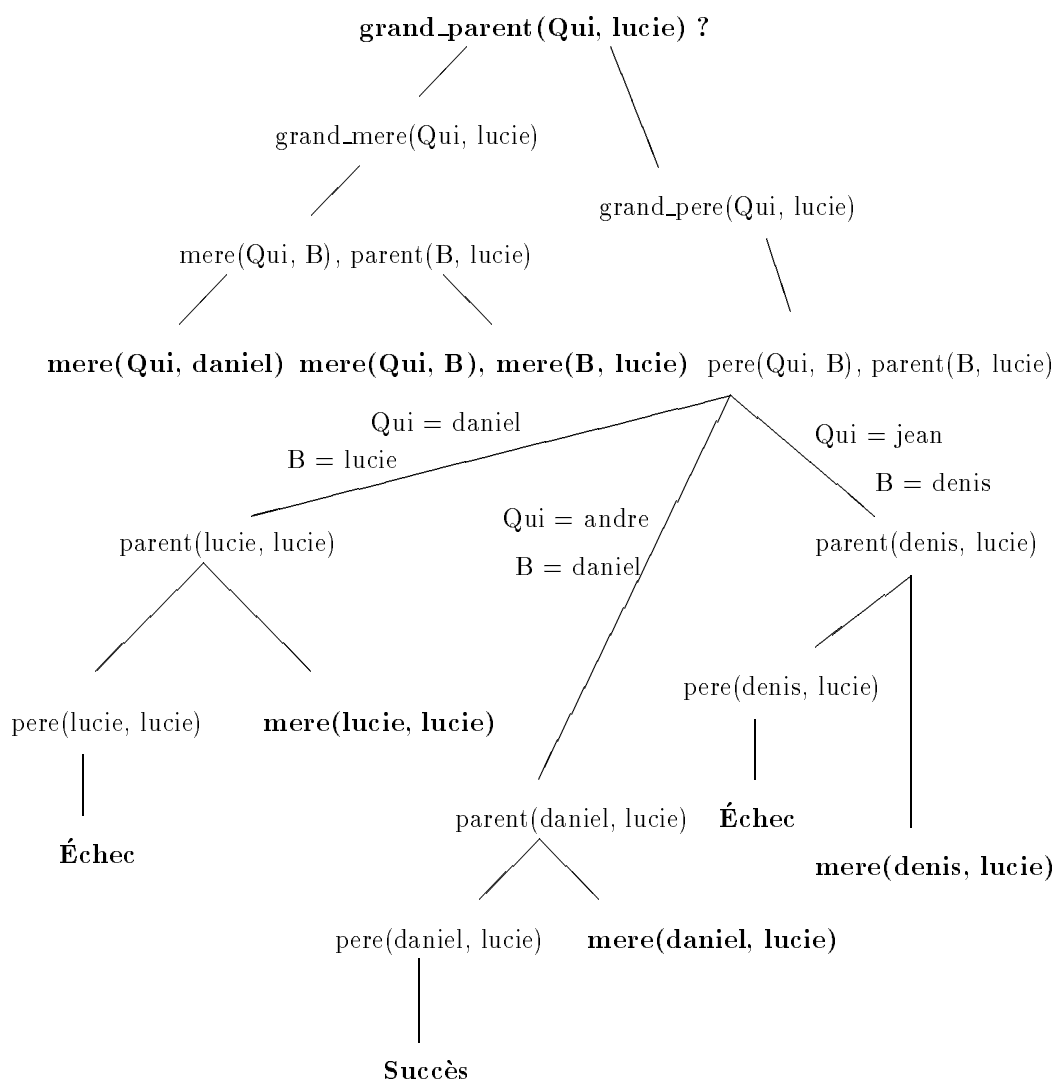 grand_parent(Qui, lucie) ?
grand_mere(Qui, lucie)
grand_pere(Qui, lucie)
mere(Qui, B), parent(B, lucie)
mere(Qui, daniel) mere(Qui, B), mere(B, lucie) pere(Qui, B), parent(B, lucie)
Qui = daniel
B = lucie
Qui = jean
B = denis
Qui = andre
B = daniel
parent(lucie, lucie)
parent(denis, lucie)
pere(denis, lucie)
pere(lucie, lucie)
mere(lucie, lucie)
parent(daniel, lucie)
Échec
Échec
mere(denis, lucie)
pere(daniel, lucie)
mere(daniel, lucie)
Succès